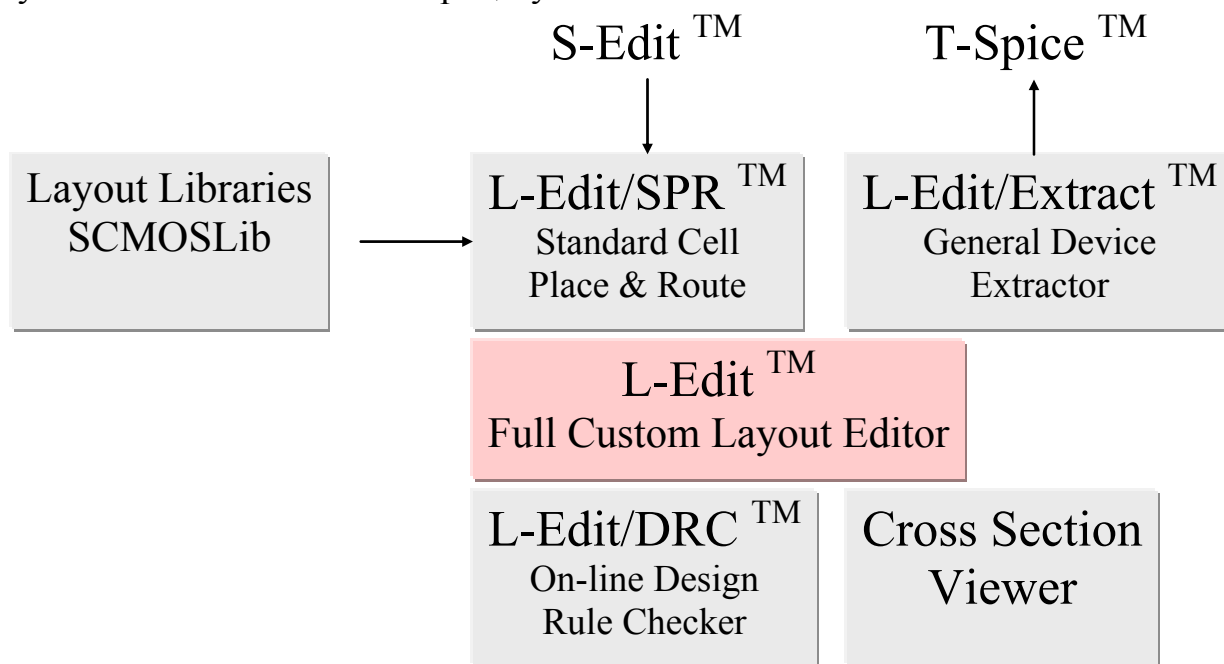 S-Edit TM
T-Spice TM
Layout Libraries
SCMOSLib
L-Edit/SPR TM
Standard Cell
Place & Route
L-Edit/Extract TM
General Device
Extractor
L-Edit TM
Full Custom Layout Editor
L-Edit/DRC TM
On-line Design
Rule Checker
Cross Section
Viewer